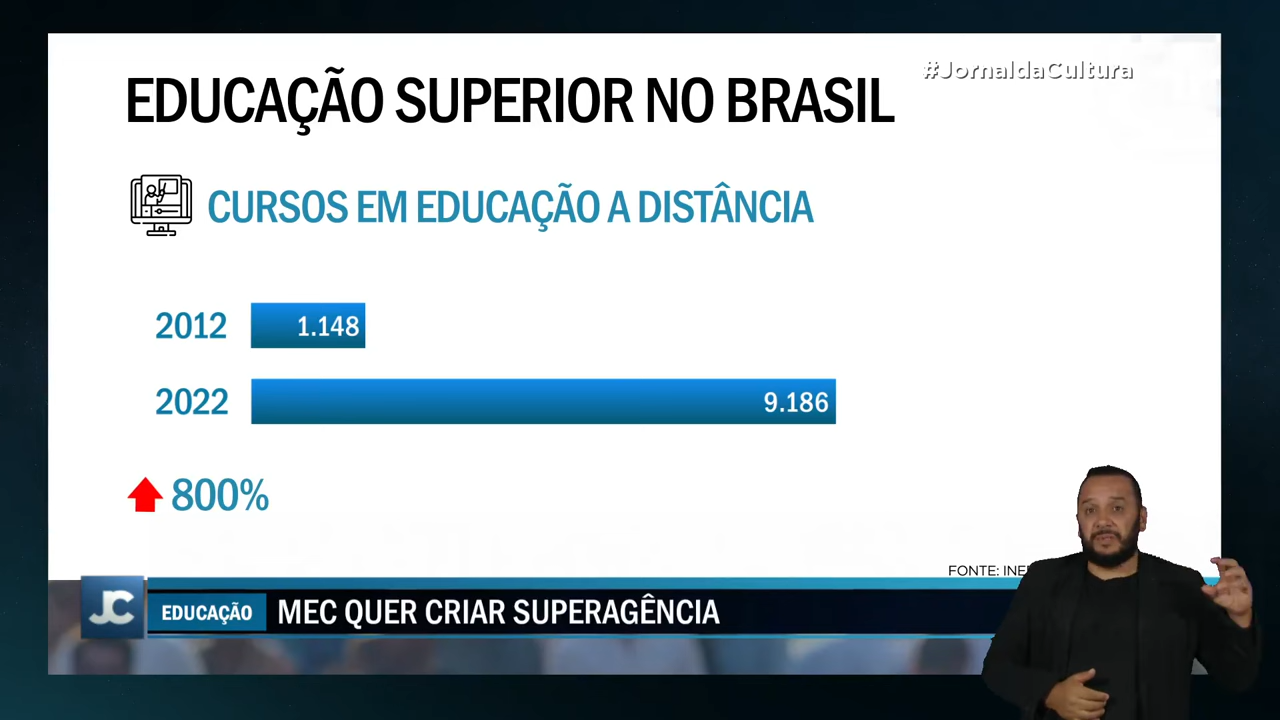 #JornaldaCultura
EDUCAÇÃO SUPERIOR NO BRASIL
CURSOS EM EDUCAÇÃO A DISTÂNCIA
2012 1.148
2022 9.186
800%
FONTE:
JC EDUCAÇÃO MEC QUER CRIAR SUPERAGÊNCIA